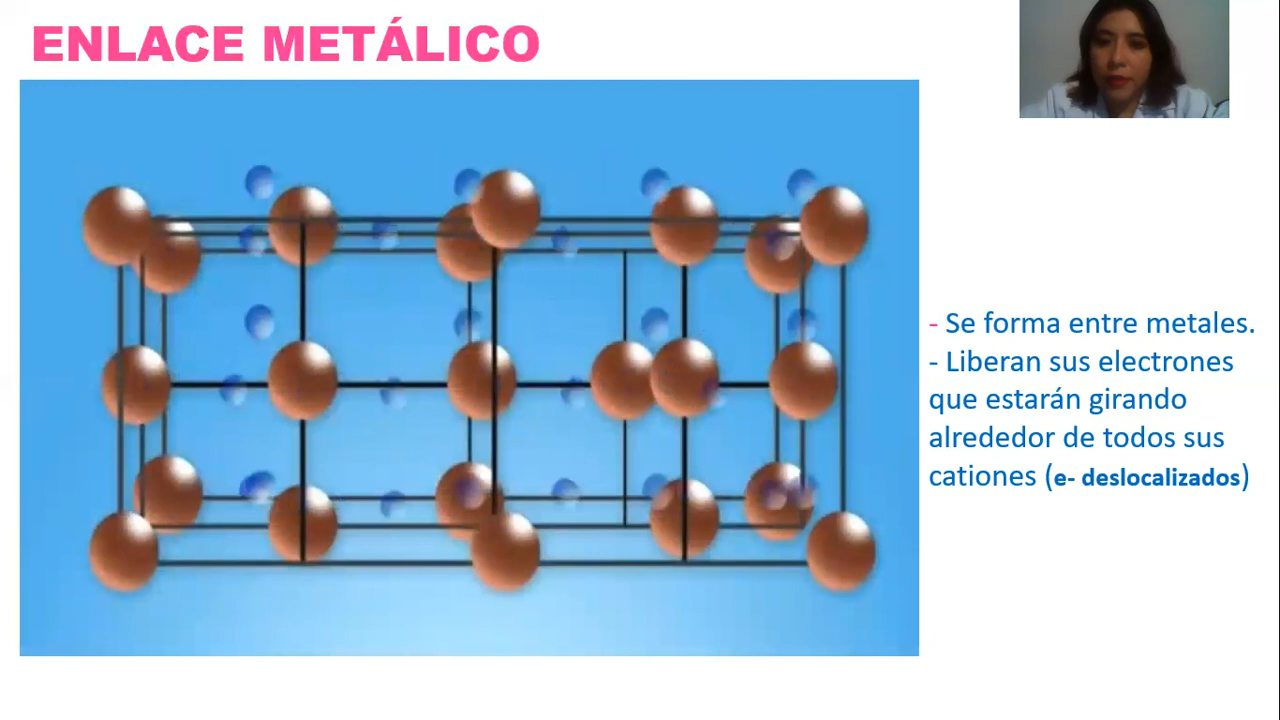 ENLACE METÁLICO
- Se forma entre metales.
- Liberan sus electrones
que estarán girando
alrededor de todos sus
cationes (e- deslocalizados)